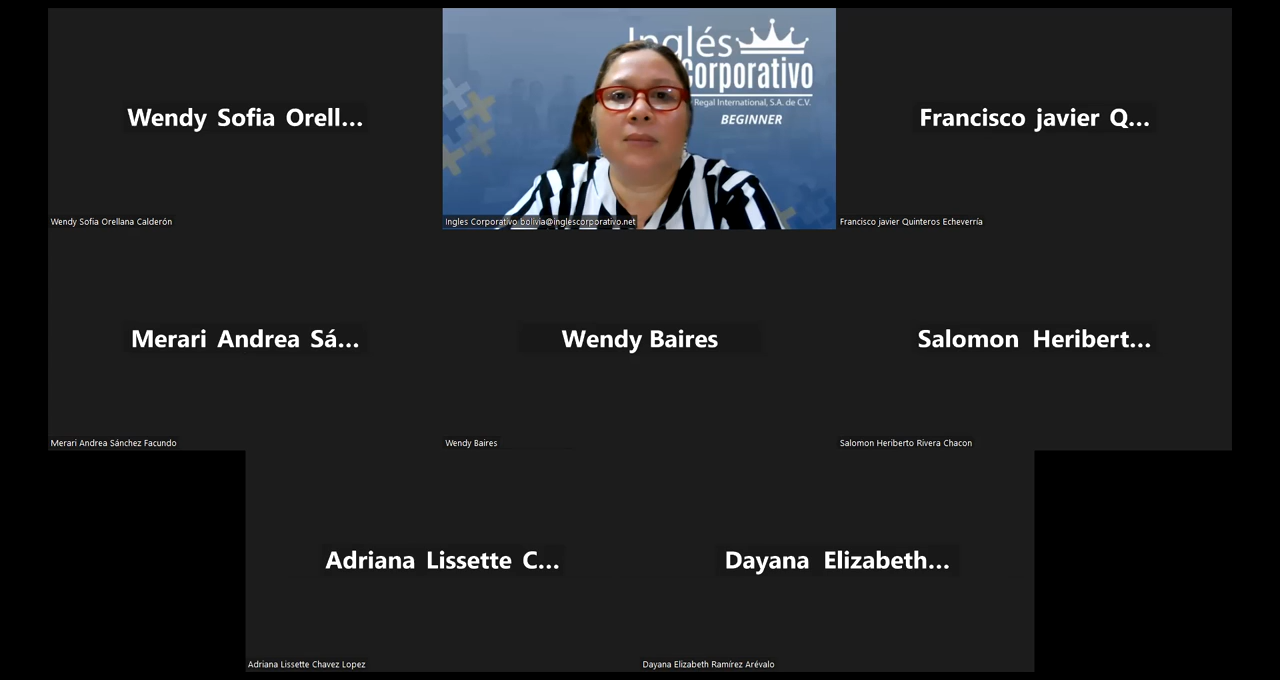 Wendy Sofia Orell...
Wendy Sofia Orellana Calderón
Inglés
Corporativo
Regal International, S.A. de C.V.
BEGINNER
Ingles Corporativo bolivia@inglescorporativo.net
Francisco javier Q...
Francisco javier Quinteros Echeverría
Merari Andrea Sá...
Merari Andrea Sánchez Facundo
Wendy Baires
Wendy Baires
Salomon Heribert...
Salomon Heriberto Rivera Chacon
Adriana Lissette C...
Adriana Lissette Chavez Lopez
Dayana Elizabeth...
Dayana Elizabeth Ramírez Arévalo